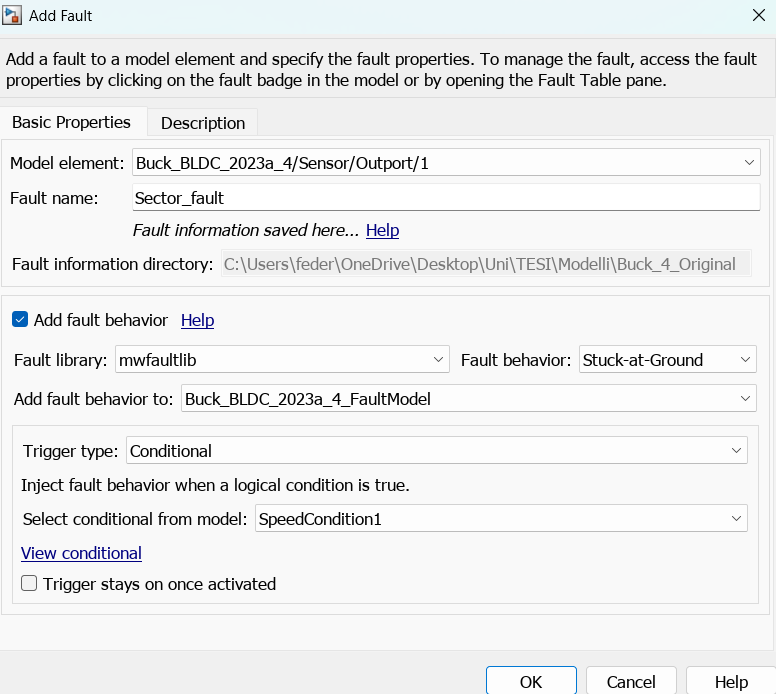 Add Fault
Add a fault to a model element and specify the fault properties. To manage the fault, access the fault
properties by clicking on the fault badge in the model or by opening the Fault Table pane.
Basic Properties Description
Model element: Buck_BLDC_2023a_4/Sensor/Outport/1
Fault name: Sector_fault
Fault information saved here... Help
Fault information directory: C:\Users\feder\OneDrive\Desktop\Uni\TESI\Modelli\Buck_4_Original
Add fault behavior Help
Fault library: mwfaultlib Fault behavior: Stuck-at-Ground
Add fault behavior to: Buck_BLDC_2023a_4_FaultModel
Trigger type: Conditional
Inject fault behavior when a logical condition is true.
Select conditional from model: SpeedCondition1
View conditional
Trigger stays on once activated
OK Cancel Help